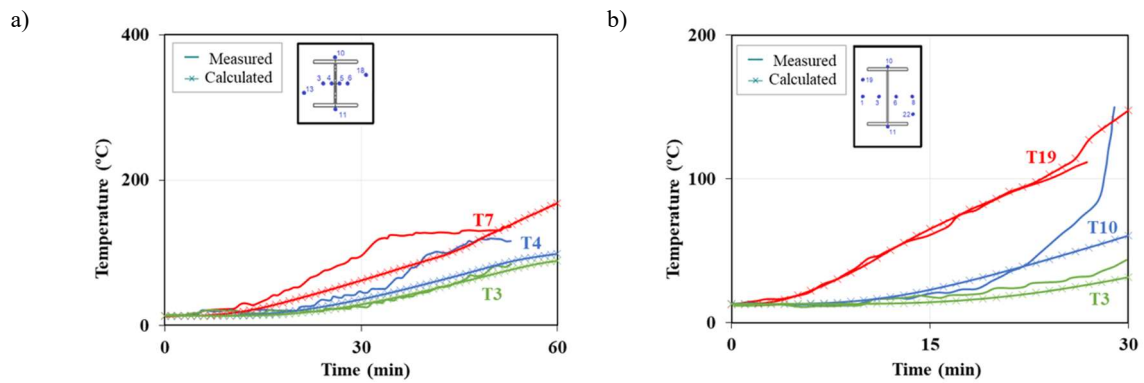 a)
400
200
0
Temperature (°C)
Measured
Calculated
10
18
3 4 5 6
13
11
T7
T4
T3
0
30
60
Time (min)
b)
200
100
0
Temperature (°C)
Measured
Calculated
10
19
1 3 6 8
22
11
T19
T10
T3
0
15
30
Time (min)